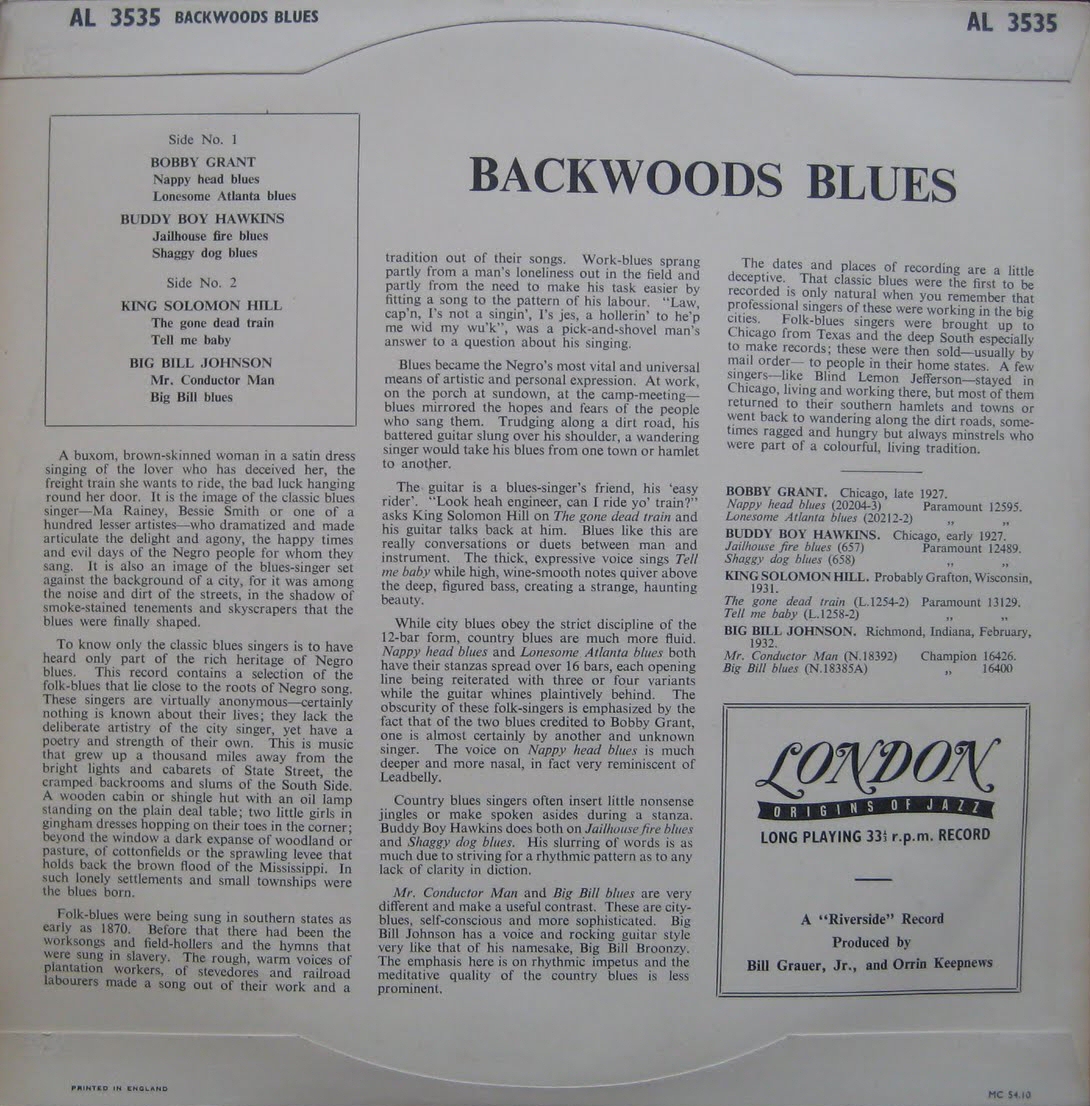 AL 3535 BACKWOODS BLUES
AL 3535
Side No. 1
BOBBY GRANT
Nappy head blues
Lonesome Atlanta blues
BUDDY BOY HAWKINS
Jailhouse fire blues
Shaggy dog blues
Side No. 2
KING SOLOMON HILL
The gone dead train
Tell me baby
BIG BILL JOHNSON
Mr. Conductor Man
Big Bill blues
A buxom, brown-skinned woman in a satin dress
singing of the lover who has deceived her, the
freight train she wants to ride, the bad luck hanging
round her door. It is the image of the classic blues
singer—Ma Rainey, Bessie Smith or one of a
hundred lesser artistes—who dramatized and made
articulate the delight and agony, the happy times
and evil days of the Negro people for whom they
sang. It is also an image of the blues-singer set
against the background of a city, for it was among
the noise and dirt of the streets, in the shadow of
smoke-stained tenements and skyscrapers that the
blues were finally shaped.
To know only the classic blues singers is to have
heard only part of the rich heritage of Negro
blues. This record contains a selection of the
folk-blues that lie close to the roots of Negro song.
These singers are virtually anonymous—certainly
nothing is known about their lives; they lack the
deliberate artistry of the city singer, yet have a
poetry and strength of their own. This is music
that grew up a thousand miles away from the
bright lights and cabarets of State Street, the
cramped backrooms and slums of the South Side.
A wooden cabin or shingle hut with an oil lamp
standing on the plain deal table; two little girls in
gingham dresses hopping on their toes in the corner;
beyond the window a dark expanse of woodland or
pasture, of cottonfields or the sprawling levee that
holds back the brown flood of the Mississippi. In
such lonely settlements and small townships were
the blues born.
Folk-blues were being sung in southern states as
early as 1870. Before that there had been the
worksongs and field-hollers and the hymns that
were sung in slavery. The rough, warm voices of
plantation workers, of stevedores and railroad
labourers made a song out of their work and a
BACKWOODS BLUES
tradition out of their songs. Work-blues sprang
partly from a man's loneliness out in the field and
partly from the need to make his task easier by
fitting a song to the pattern of his labour. "Law,
cap'n, I's not a singin', I's jes, a hollerin' to he'p
me wid my wu'k", was a pick-and-shovel man's
answer to a question about his singing.
Blues became the Negro's most vital and universal
means of artistic and personal expression. At work,
on the porch at sundown, at the camp-meeting—
blues mirrored the hopes and fears of the people
who sang them. Trudging along a dirt road, his
battered guitar slung over his shoulder, a wandering
singer would take his blues from one town or hamlet
to another.
The guitar is a blues-singer's friend, his 'easy
rider'. "Look heah engineer, can I ride yo' train?"
asks King Solomon Hill on The gone dead train and
his guitar talks back at him. Blues like this are
really conversations or duets between man and
instrument. The thick, expressive voice sings Tell
me baby while high, wine-smooth notes quiver above
the deep, figured bass, creating a strange, haunting
beauty.
While city blues obey the strict discipline of the
12-bar form, country blues are much more fluid.
Nappy head blues and Lonesome Atlanta blues both
have their stanzas spread over 16 bars, each opening
line being reiterated with three or four variants
while the guitar whines plaintively behind. The
obscurity of these folk-singers is emphasized by the
fact that of the two blues credited to Bobby Grant,
one is almost certainly by another and unknown
singer. The voice on Nappy head blues is much
deeper and more nasal, in fact very reminiscent of
Leadbelly.
Country blues singers often insert little nonsense
jingles or make spoken asides during a stanza.
Buddy Boy Hawkins does both on Jailhouse fire blues
and Shaggy dog blues. His slurring of words is as
much due to striving for a rhythmic pattern as to any
lack of clarity in diction.
Mr. Conductor Man and Big Bill blues are very
different and make a useful contrast. These are city-
blues, self-conscious and more sophisticated. Big
Bill Johnson has a voice and rocking guitar style
very like that of his namesake, Big Bill Broonzy.
The emphasis here is on rhythmic impetus and the
meditative quality of the country blues is less
prominent.
The dates and places of recording are a little
deceptive. That classic blues were the first to be
recorded is only natural when you remember that
professional singers of these were working in the big
cities. Folk-blues singers were brought up to
Chicago from Texas and the deep South especially
to make records; these were then sold—usually by
mail order— to people in their home states. A few
singers—like Blind Lemon Jefferson—stayed in
Chicago, living and working there, but most of them
returned to their southern hamlets and towns or
went back to wandering along the dirt roads, some-
times ragged and hungry but always minstrels who
were part of a colourful, living tradition.
BOBBY GRANT. Chicago, late 1927.
Nappy head blues (20204-3) Paramount 12595.
Lonesome Atlanta blues (20212-2) „ „
BUDDY BOY HAWKINS. Chicago, early 1927.
Jailhouse fire blues (657) Paramount 12489.
Shaggy dog blues (658) „ „
KING SOLOMON HILL. Probably Grafton, Wisconsin,
1931.
The gone dead train (L.1254-2) Paramount 13129.
Tell me baby (L.1258-2) „ „
BIG BILL JOHNSON. Richmond, Indiana, February,
1932.
Mr. Conductor Man (N.18392) Champion 16426.
Big Bill blues (N.18385A) „ 16400
LONDON
ORIGINS OF JAZZ
LONG PLAYING 33⅓ r.p.m. RECORD
A "Riverside" Record
Produced by
Bill Grauer, Jr., and Orrin Keepnews
PRINTED IN ENGLAND
MC 54.10